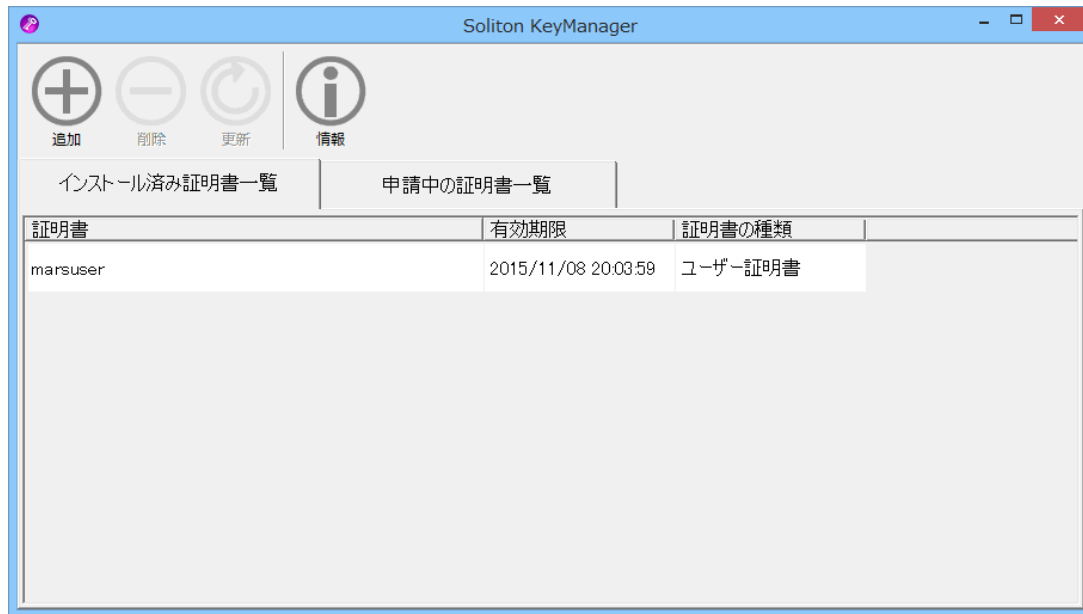 Soliton KeyManager
追加 削除 更新 情報
インストール済み証明書一覧 申請中の証明書一覧
証明書 有効期限 証明書の種類
marsuser 2015/11/08 20:03:59 ユーザー証明書